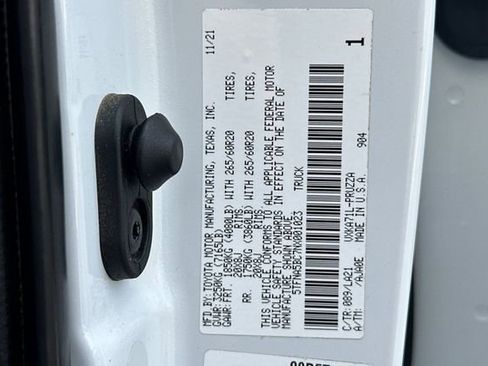 MFD. BY: TOYOTA MOTOR MANUFACTURING, TEXAS, INC. 11/21
GVWR: 3250KG (7165LB)
GAWR: FRT. 1850KG (4080LB) WITH 265/60R20 TIRES,
20X8J RIMS,
RR. 1750KG (3860LB) WITH 265/60R20 TIRES,
20X8J RIMS,
THIS VEHICLE CONFORMS TO ALL APPLICABLE FEDERAL MOTOR
VEHICLE SAFETY STANDARDS IN EFFECT ON THE DATE OF
MANUFACTURE SHOWN ABOVE.
5TFNA5BC7NX001023 TRUCK
C/TR: 089/LA21 VXKA71L-PRUZZA
A/TM: /AJA0E MADE IN U.S.A. 904
1